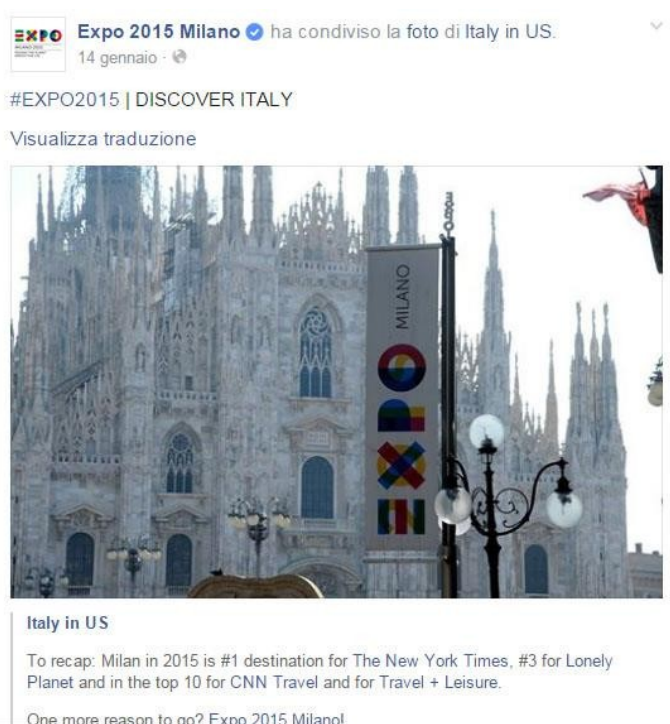 EXPO
MILANO 2015
Expo 2015 Milano ha condiviso la foto di Italy in US.
14 gennaio ·
#EXPO2015 | DISCOVER ITALY
Visualizza traduzione
EXPO MILANO
Italy in US
To recap: Milan in 2015 is #1 destination for The New York Times, #3 for Lonely
Planet and in the top 10 for CNN Travel and for Travel + Leisure.
One more reason to go? Expo 2015 Milano!